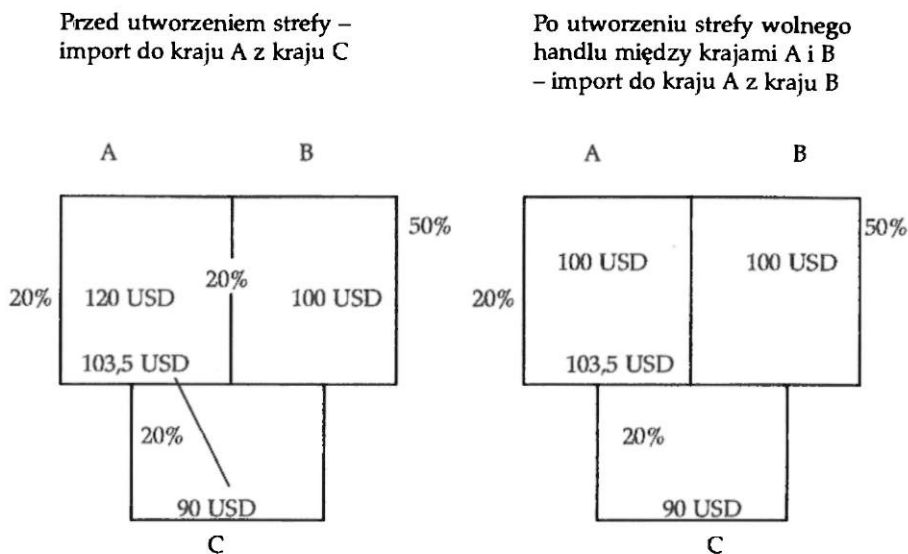 Przed utworzeniem strefy –
import do kraju A z kraju C
Po utworzeniu strefy wolnego
handlu między krajami A i B
– import do kraju A z kraju B
A
B
50%
20%
20%
120 USD
100 USD
103,5 USD
20%
90 USD
C
A
B
50%
100 USD
100 USD
20%
103,5 USD
20%
90 USD
C